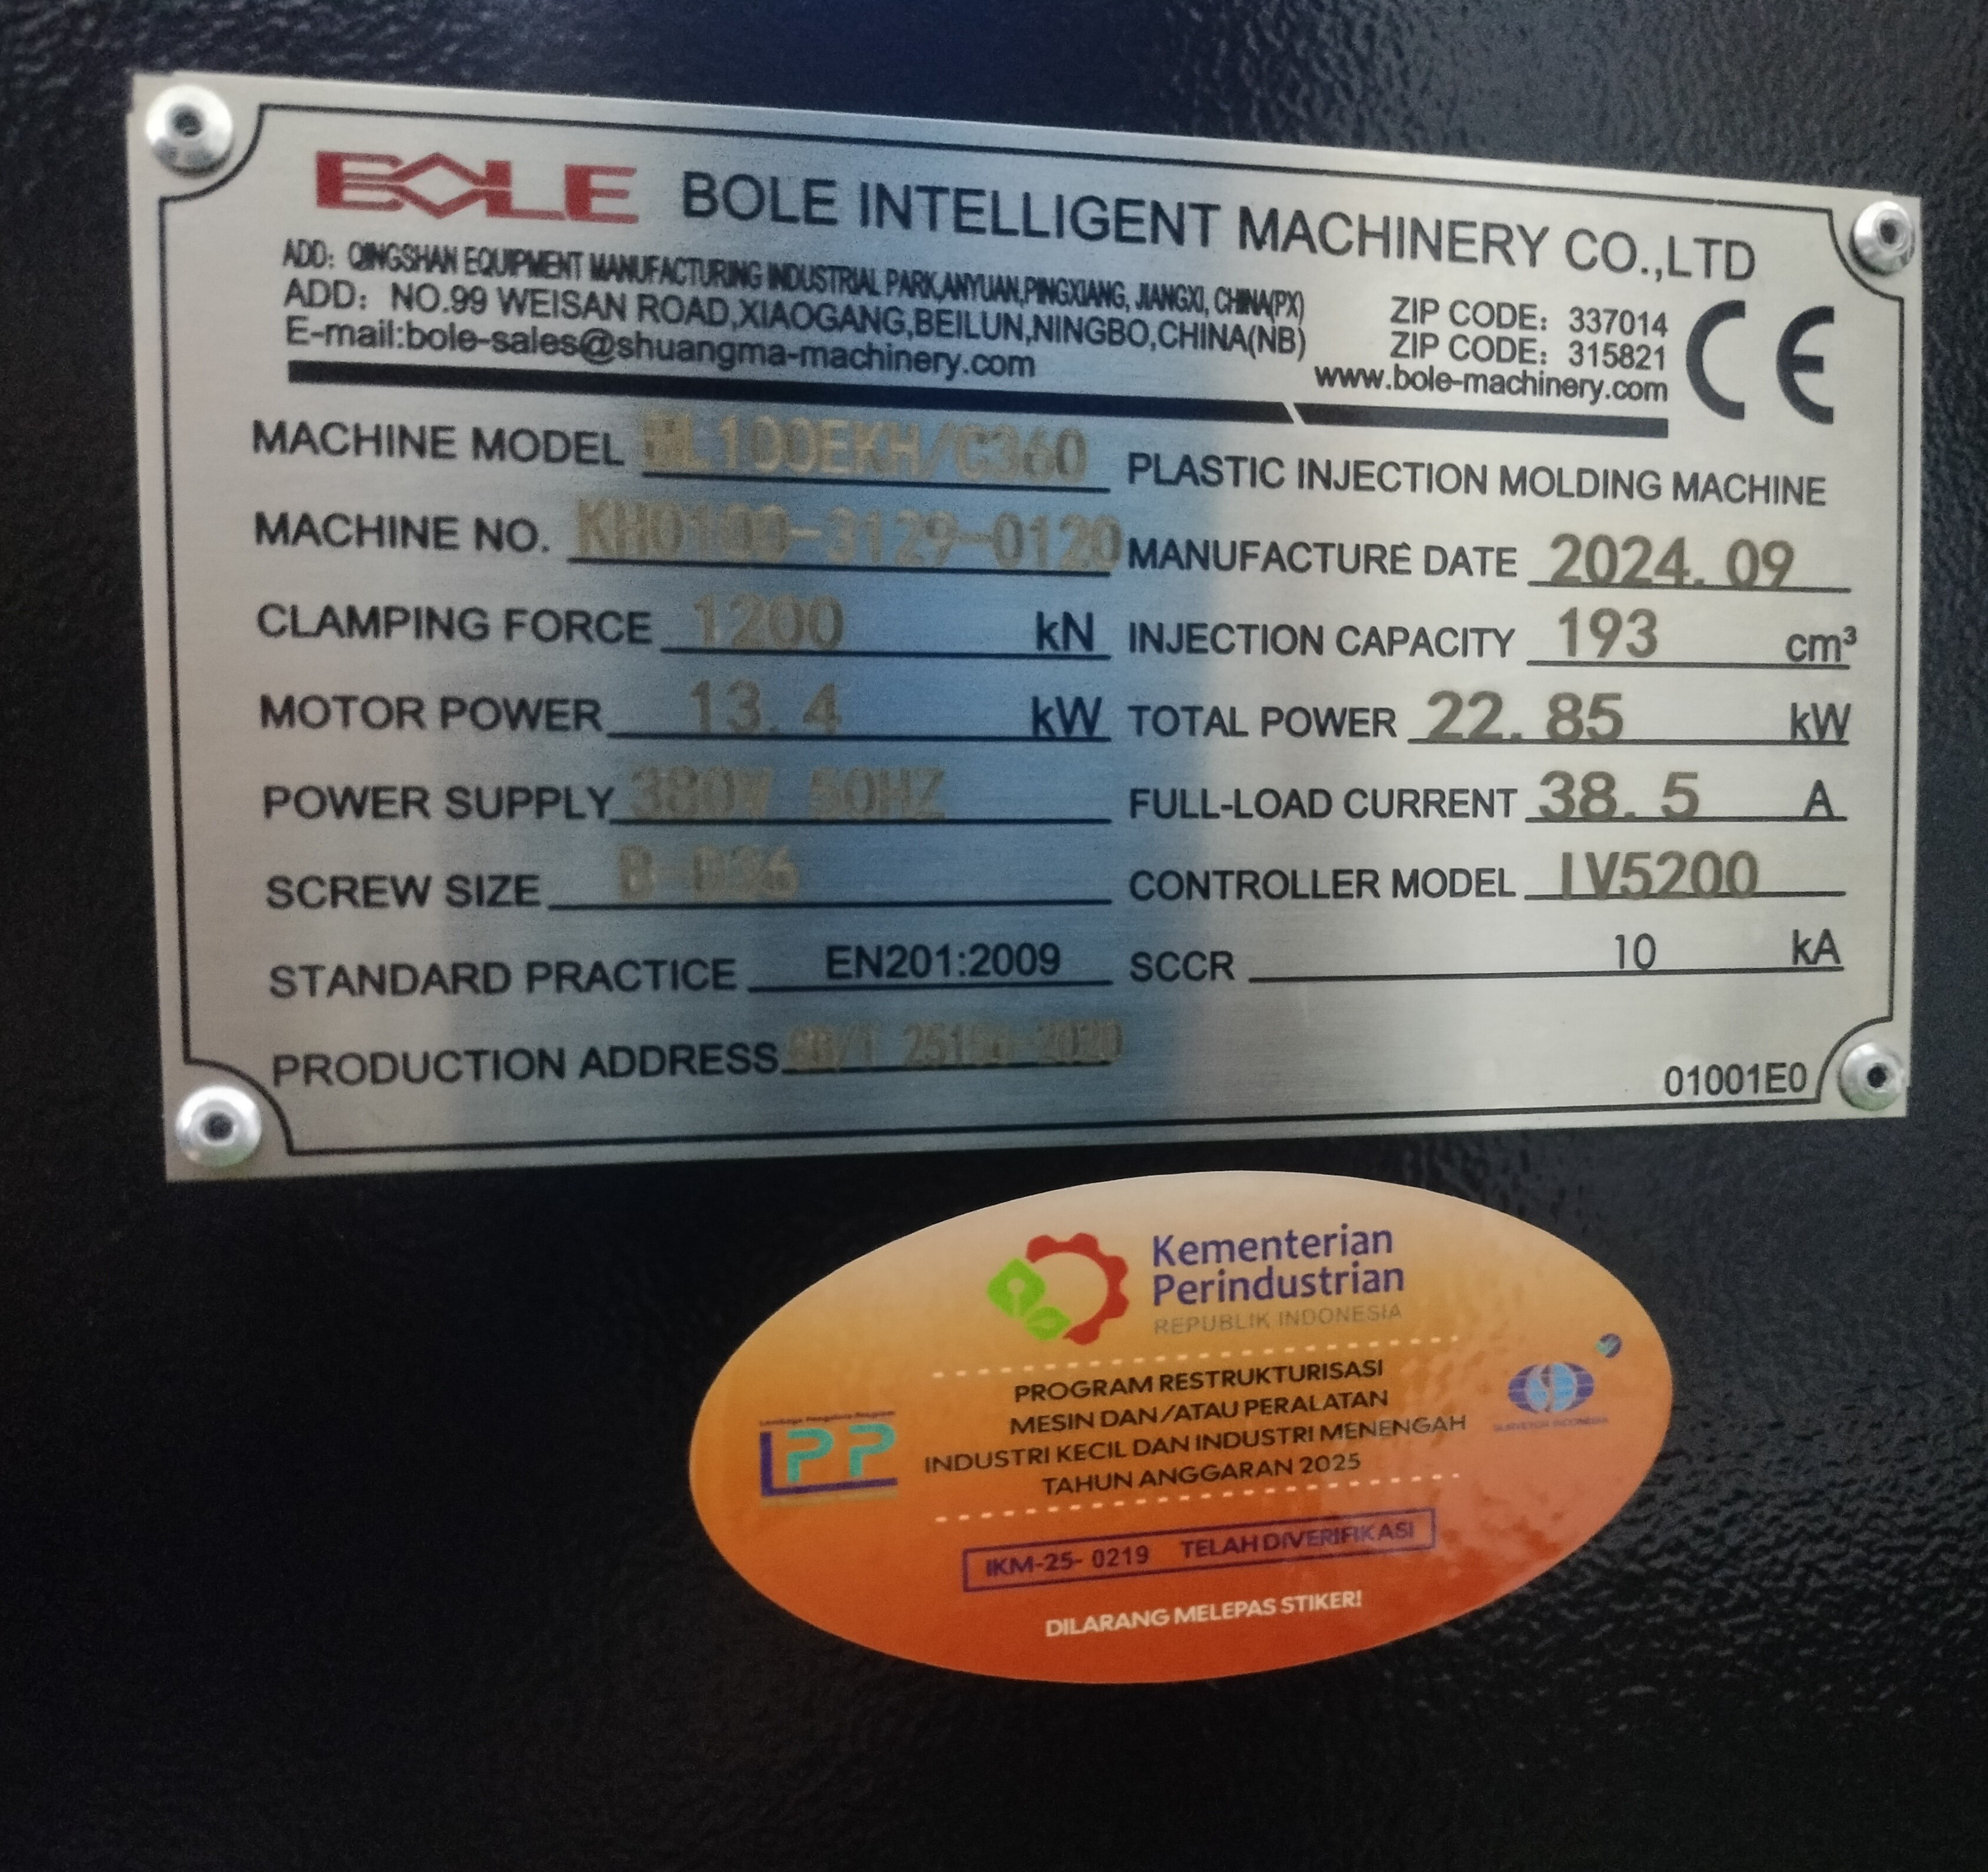 BOLE BOLE INTELLIGENT MACHINERY CO.,LTD
ADD: QINGSHAN EQUIPMENT MANUFACTURING INDUSTRIAL PARK,ANYUAN,PINGXIANG, JIANGXI, CHINA(PX) ZIP CODE: 337014
ADD: NO.99 WEISAN ROAD,XIAOGANG,BEILUN,NINGBO,CHINA(NB) ZIP CODE: 315821
E-mail:bole-sales@shuangma-machinery.com www.bole-machinery.com
CE
MACHINE MODEL PLASTIC INJECTION MOLDING MACHINE
MACHINE NO. KH0100-3129-0120 MANUFACTURE DATE 2024.09
CLAMPING FORCE 1200 kN INJECTION CAPACITY 193 cm³
MOTOR POWER 13.4 kW TOTAL POWER 22.85 kW
POWER SUPPLY 380V 50HZ FULL-LOAD CURRENT 38.5 A
SCREW SIZE CONTROLLER MODEL IV5200
STANDARD PRACTICE EN201:2009 SCCR 10 kA
PRODUCTION ADDRESS
01001E0
Kementerian
Perindustrian
REPUBLIK INDONESIA
PROGRAM RESTRUKTURISASI
MESIN DAN/ATAU PERALATAN
INDUSTRI KECIL DAN INDUSTRI MENENGAH
TAHUN ANGGARAN 2025
LPP
SURVEYOR INDONESIA
IKM-25- 0219 TELAH DIVERIFIKASI
DILARANG MELEPAS STIKER!